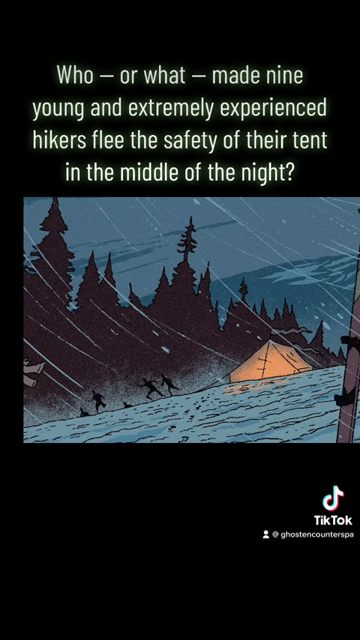 Who – or what – made nine
young and extremely experienced
hikers flee the safety of their tent
in the middle of the night?
TikTok
@ ghostencounterspa